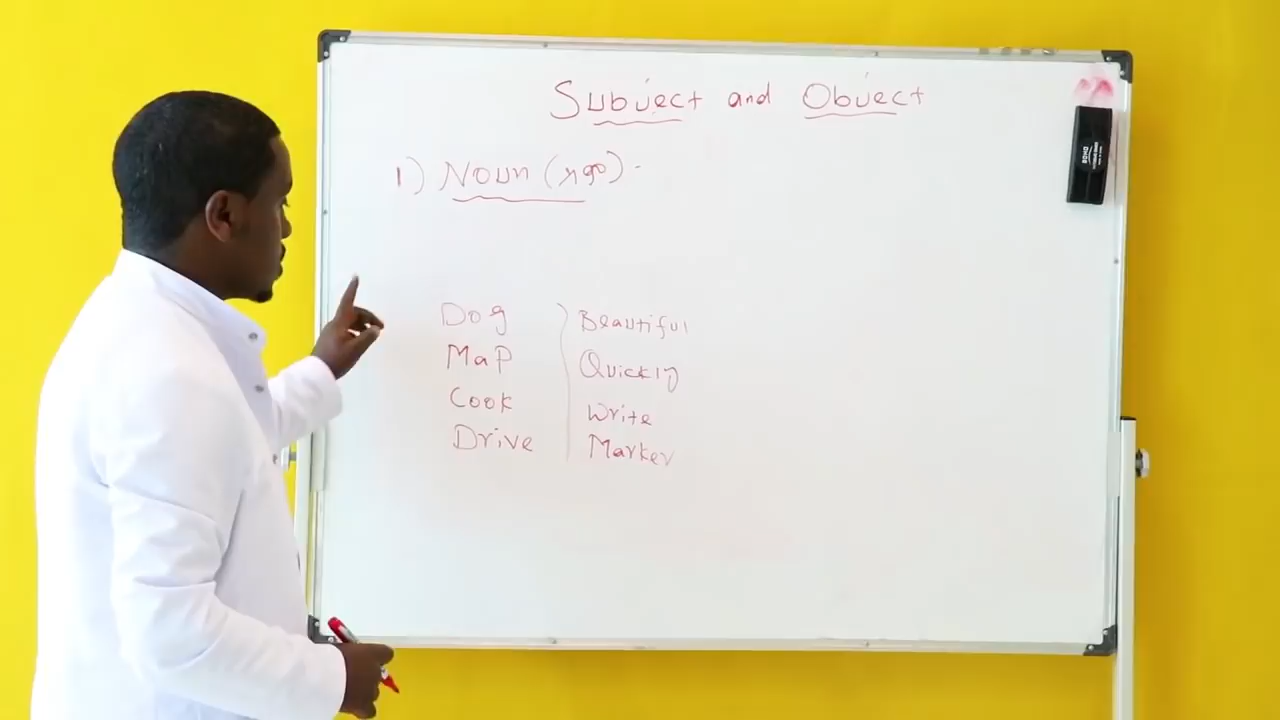 Subject and Object
1) Noun (ስም) -
Dog
Map
Cook
Drive
Beautiful
Quickly
Write
Marker